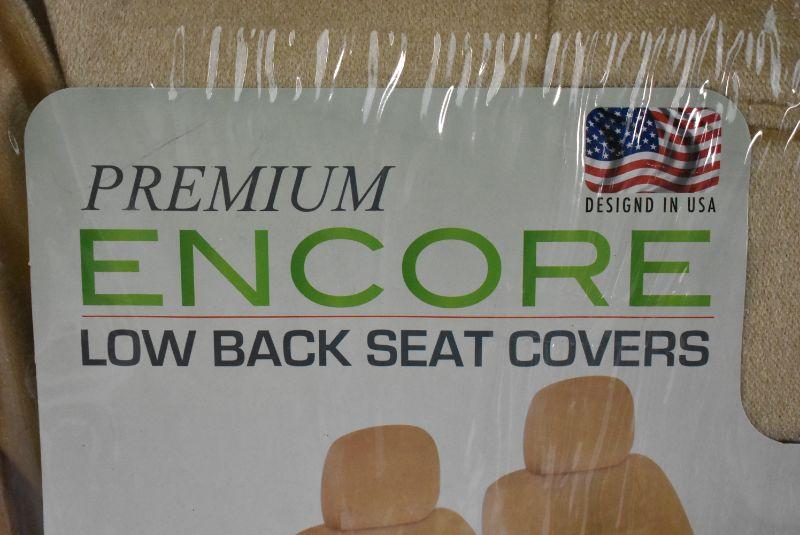 PREMIUM
DESIGND IN USA
ENCORE
LOW BACK SEAT COVERS